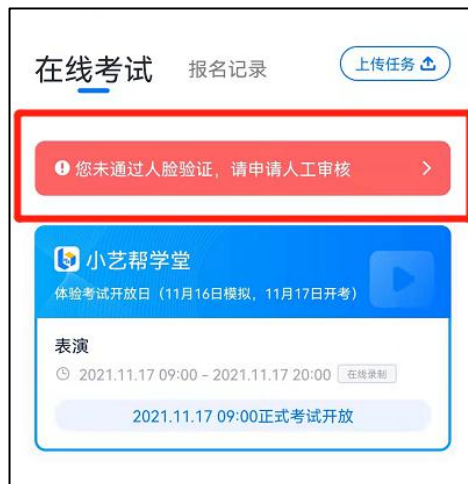 在线考试 报名记录 上传任务
您未通过人脸验证，请申请人工审核
小艺帮学堂
体验考试开放日（11月16日模拟，11月17日开考）
表演
2021.11.17 09:00 - 2021.11.17 20:00 在线录制
2021.11.17 09:00正式考试开放